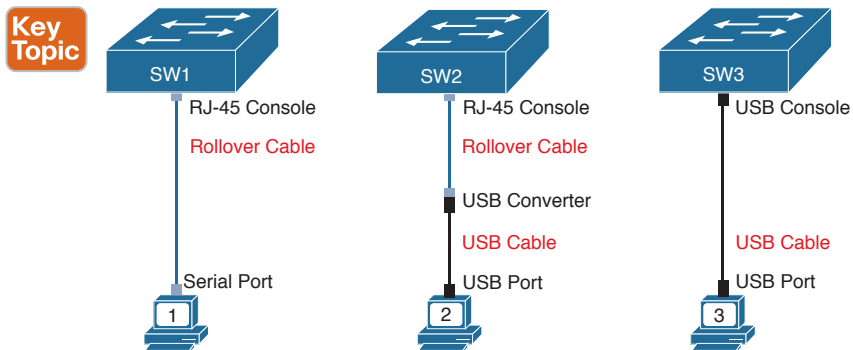 Key
Topic
SW1
RJ-45 Console
Rollover Cable
Serial Port
1
SW2
RJ-45 Console
Rollover Cable
USB Converter
USB Cable
USB Port
2
SW3
USB Console
USB Cable
USB Port
3